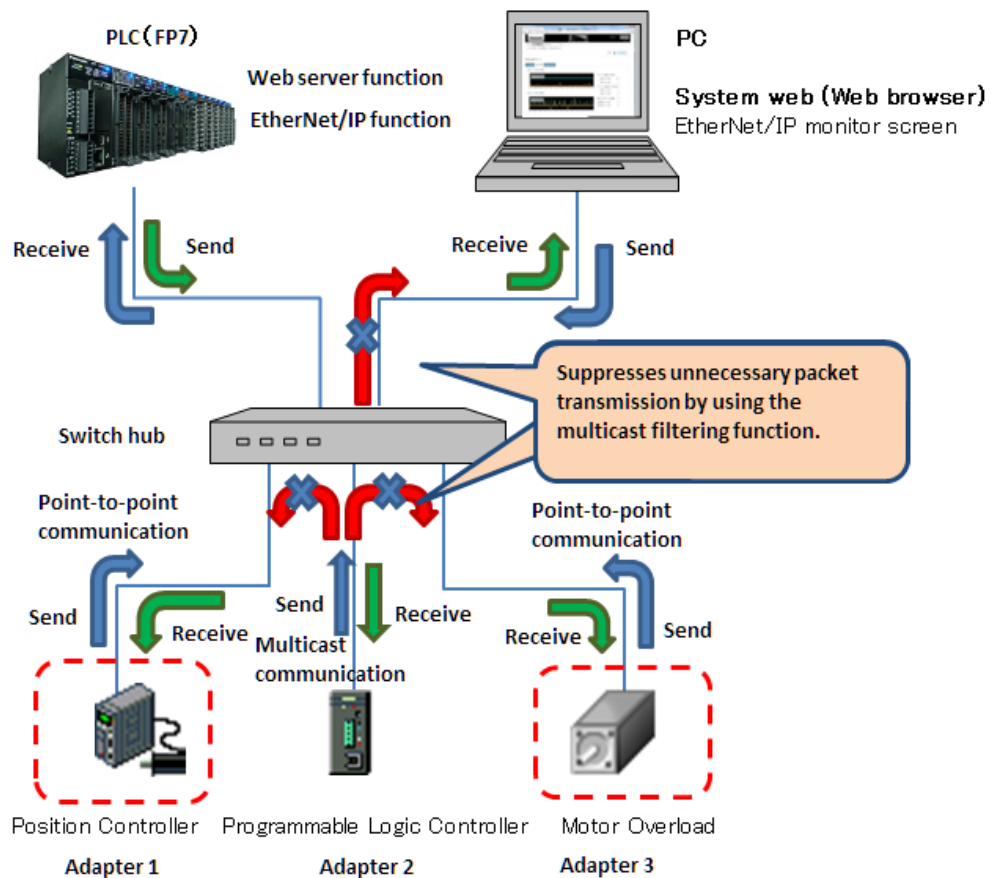 PLC(FP7)
Web server function
EtherNet/IP function
PC
System web (Web browser)
EtherNet/IP monitor screen
Receive
Send
Receive
Send
Suppresses unnecessary packet
transmission by using the
multicast filtering function.
Switch hub
Point-to-point
communication
Point-to-point
communication
Send
Receive
Send
Multicast
communication
Receive
Receive
Send
Position Controller
Programmable Logic Controller
Motor Overload
Adapter 1
Adapter 2
Adapter 3